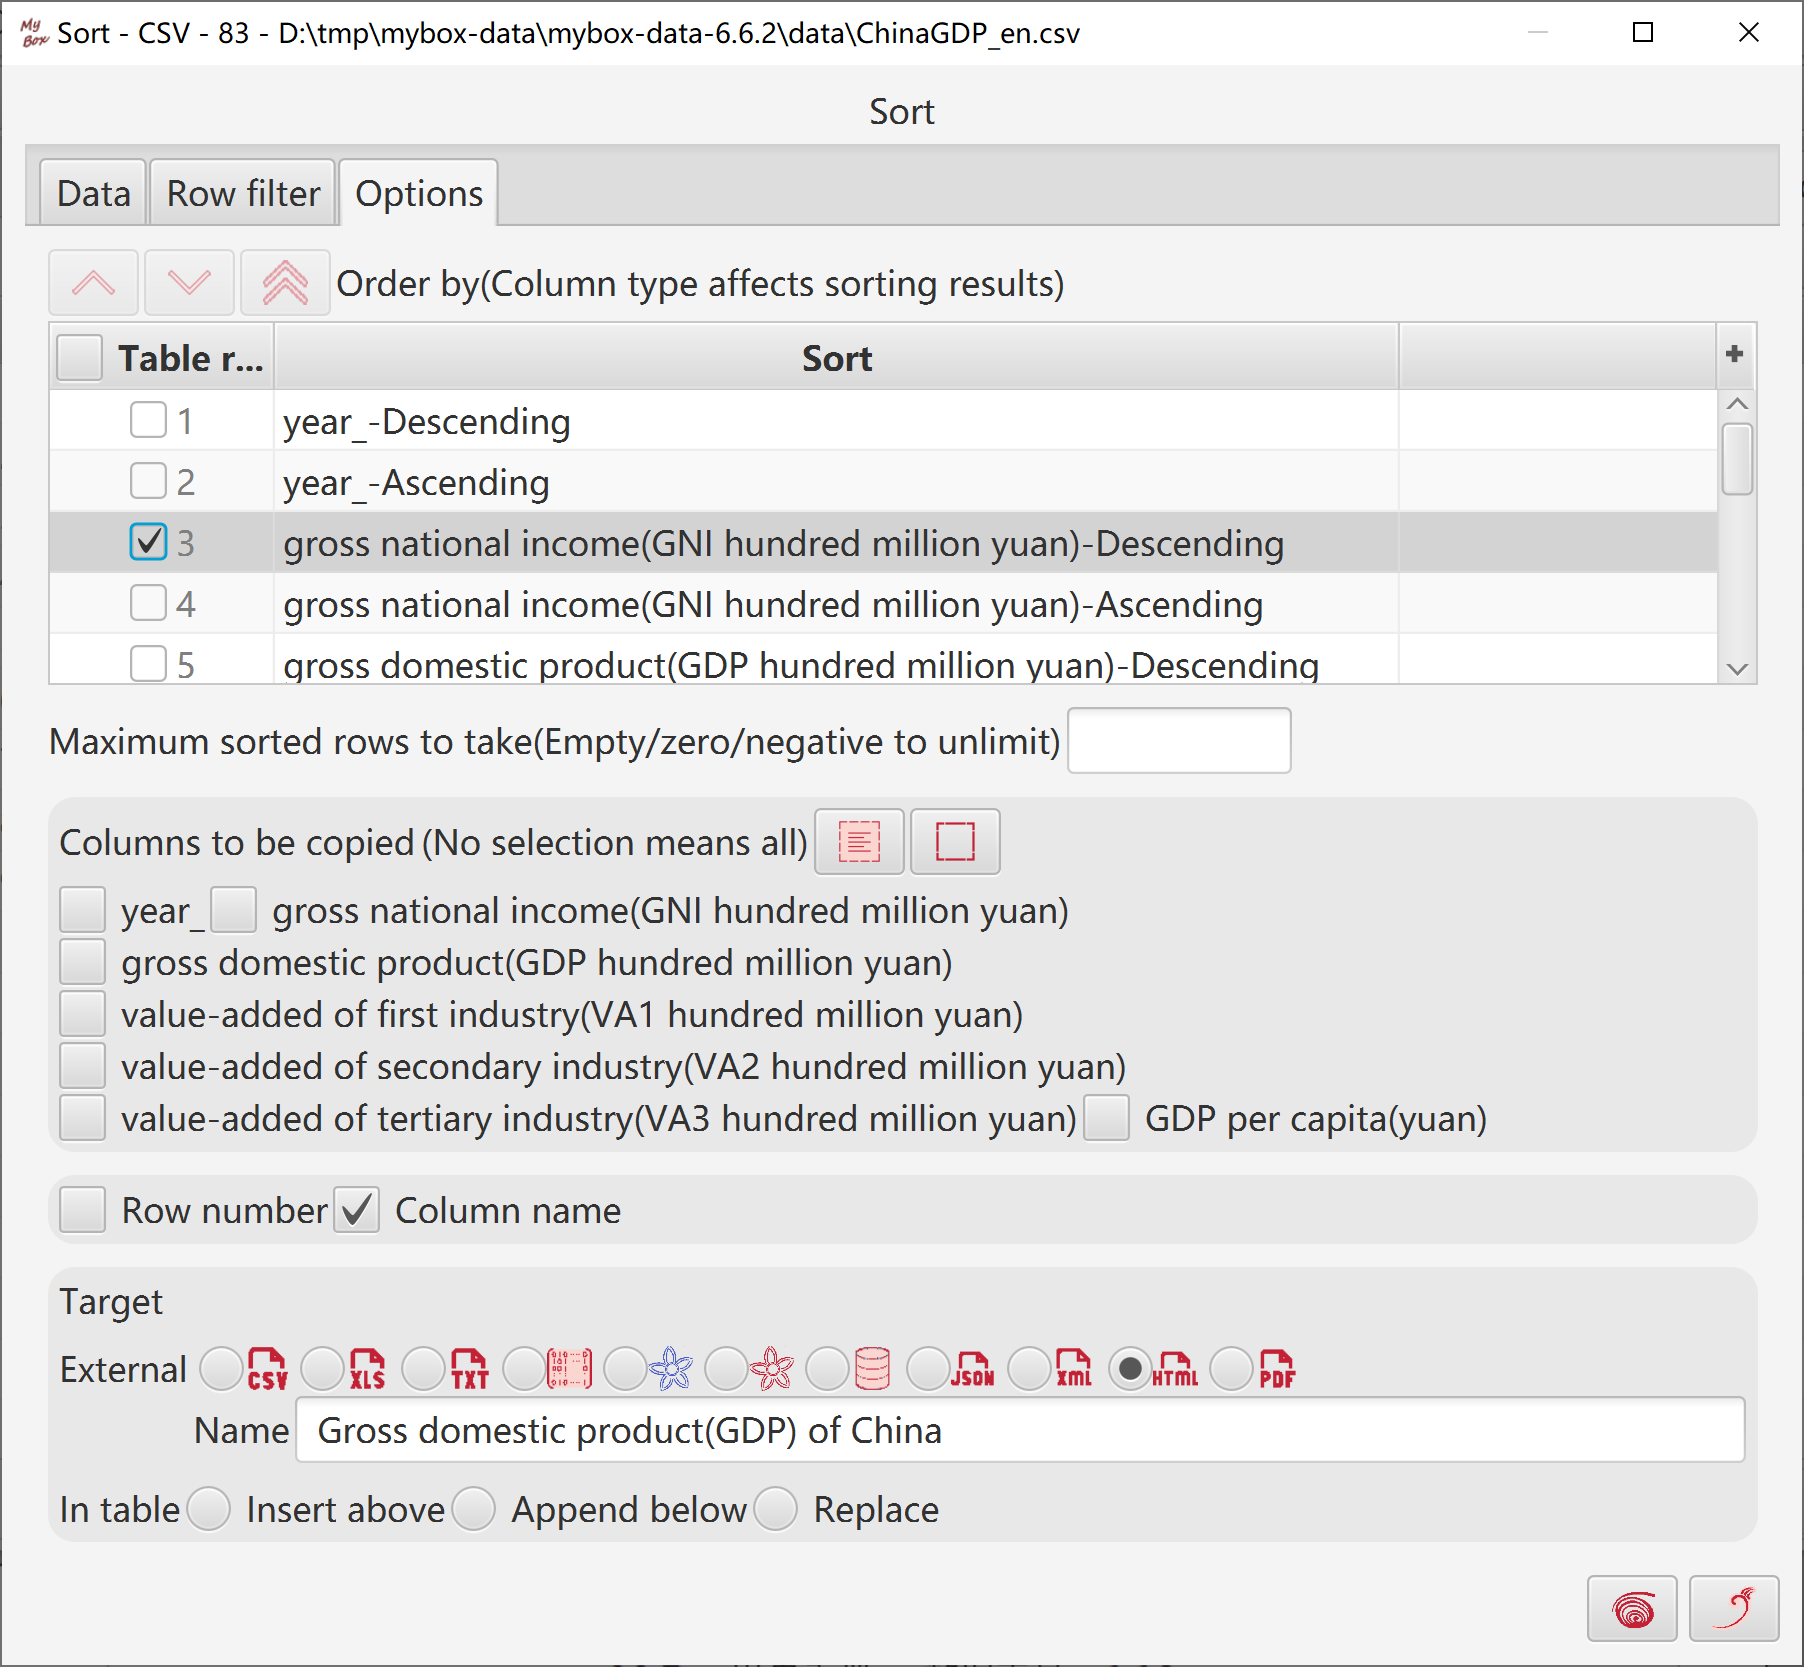 My Box Sort - CSV - 83 - D:\tmp\mybox-data\mybox-data-6.6.2\data\ChinaGDP_en.csv
Sort
Data Row filter Options
Order by(Column type affects sorting results)
Table r... Sort
1 year_-Descending
2 year_-Ascending
3 gross national income(GNI hundred million yuan)-Descending
4 gross national income(GNI hundred million yuan)-Ascending
5 gross domestic product(GDP hundred million yuan)-Descending
Maximum sorted rows to take(Empty/zero/negative to unlimit)
Columns to be copied (No selection means all)
year_ gross national income(GNI hundred million yuan)
gross domestic product(GDP hundred million yuan)
value-added of first industry(VA1 hundred million yuan)
value-added of secondary industry(VA2 hundred million yuan)
value-added of tertiary industry(VA3 hundred million yuan) GDP per capita(yuan)
Row number Column name
Target
External CSV XLS TXT JSON XML HTML PDF
Name Gross domestic product(GDP) of China
In table Insert above Append below Replace